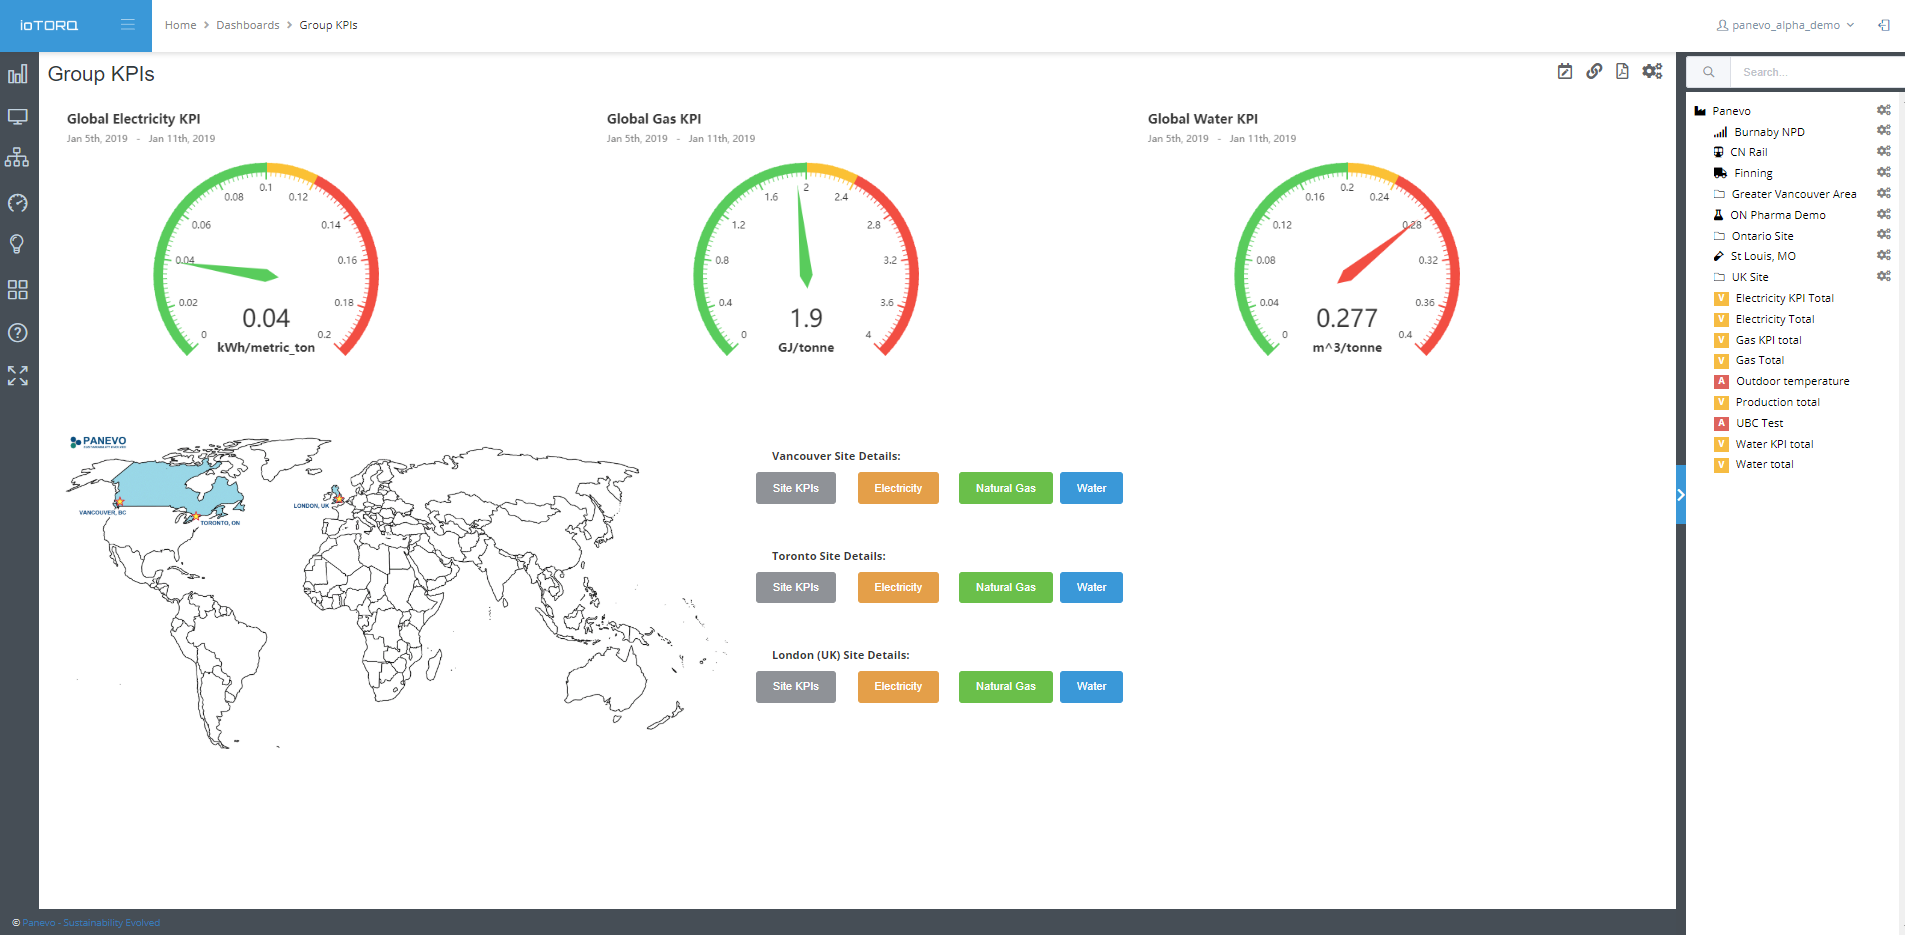 ioTORQ
Home > Dashboards > Group KPIs
panevo_alpha_demo
Group KPIs
Search...
Global Electricity KPI
Jan 5th, 2019 - Jan 11th, 2019
0 0.02 0.04 0.06 0.08 0.1 0.12 0.14 0.16 0.18 0.2
0.04
kWh/metric_ton
Global Gas KPI
Jan 5th, 2019 - Jan 11th, 2019
0 0.4 0.8 1.2 1.6 2 2.4 2.8 3.2 3.6 4
1.9
GJ/tonne
Global Water KPI
Jan 5th, 2019 - Jan 11th, 2019
0 0.04 0.08 0.12 0.16 0.2 0.24 0.28 0.32 0.36 0.4
0.277
m^3/tonne
PANEVO
SUSTAINABILITY EVOLVED
VANCOUVER, BC
TORONTO, ON
LONDON, UK
Vancouver Site Details:
Site KPIs Electricity Natural Gas Water
Toronto Site Details:
Site KPIs Electricity Natural Gas Water
London (UK) Site Details:
Site KPIs Electricity Natural Gas Water
Panevo
Burnaby NPD
CN Rail
Finning
Greater Vancouver Area
ON Pharma Demo
Ontario Site
St Louis, MO
UK Site
V Electricity KPI Total
V Electricity Total
V Gas KPI total
V Gas Total
A Outdoor temperature
V Production total
A UBC Test
V Water KPI total
V Water total
© Panevo - Sustainability Evolved